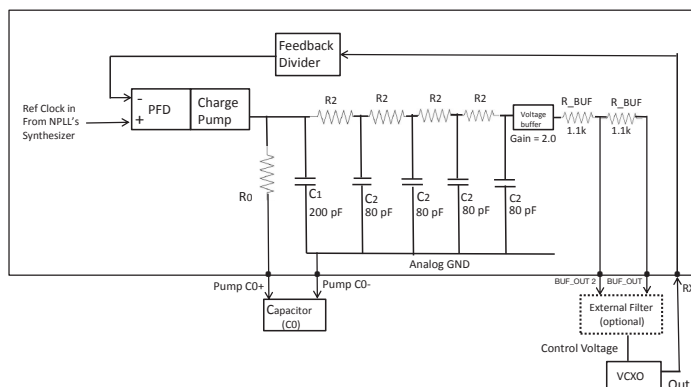 Feedback
Divider
Ref Clock in
From NPLL's
Synthesizer
-
+
PFD
Charge
Pump
R2
R2
R2
R2
Voltage
buffer
Gain = 2.0
R_BUF
1.1k
R_BUF
1.1k
R0
C1
200 pF
C2
80 pF
C2
80 pF
C2
80 pF
C2
80 pF
Analog GND
Pump C0+
Pump C0-
BUF_OUT 2
BUF_OUT
RX
Capacitor
(C0)
External Filter
(optional)
Control Voltage
VCXO
Out